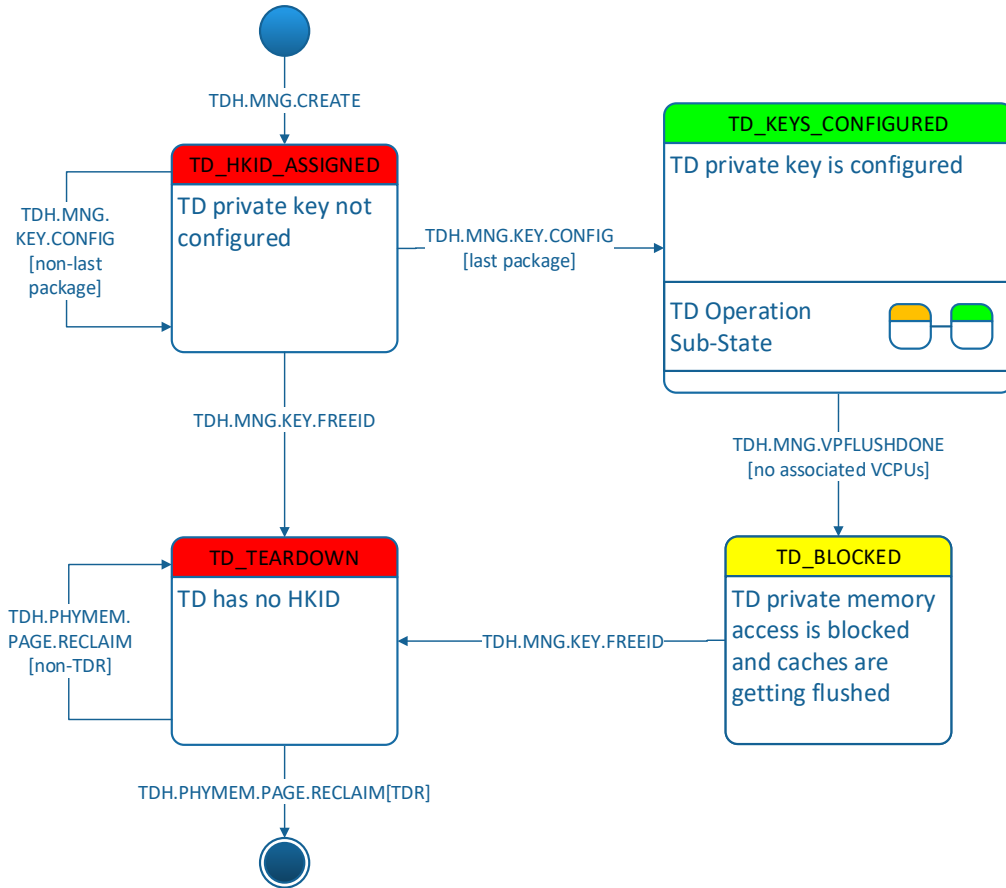 TDH.MNG.CREATE
TD_HKID_ASSIGNED
TD private key not
configured
TDH.MNG.
KEY.CONFIG
[non-last
package]
TDH.MNG.KEY.CONFIG
[last package]
TD_KEYS_CONFIGURED
TD private key is configured
TD Operation
Sub-State
TDH.MNG.KEY.FREEID
TDH.MNG.VPFLUSHDONE
[no associated VCPUs]
TD_TEARDOWN
TD has no HKID
TDH.PHYMEM.
PAGE.RECLAIM
[non-TDR]
TDH.MNG.KEY.FREEID
TD_BLOCKED
TD private memory
access is blocked
and caches are
getting flushed
TDH.PHYMEM.PAGE.RECLAIM[TDR]